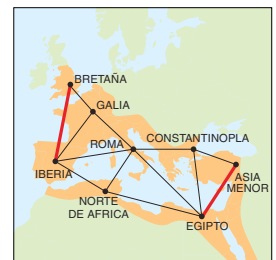 BRETAÑA
GALIA
ROMA
CONSTANTINOPLA
IBERIA
ASIA
MENOR
NORTE
DE AFRICA
EGIPTO